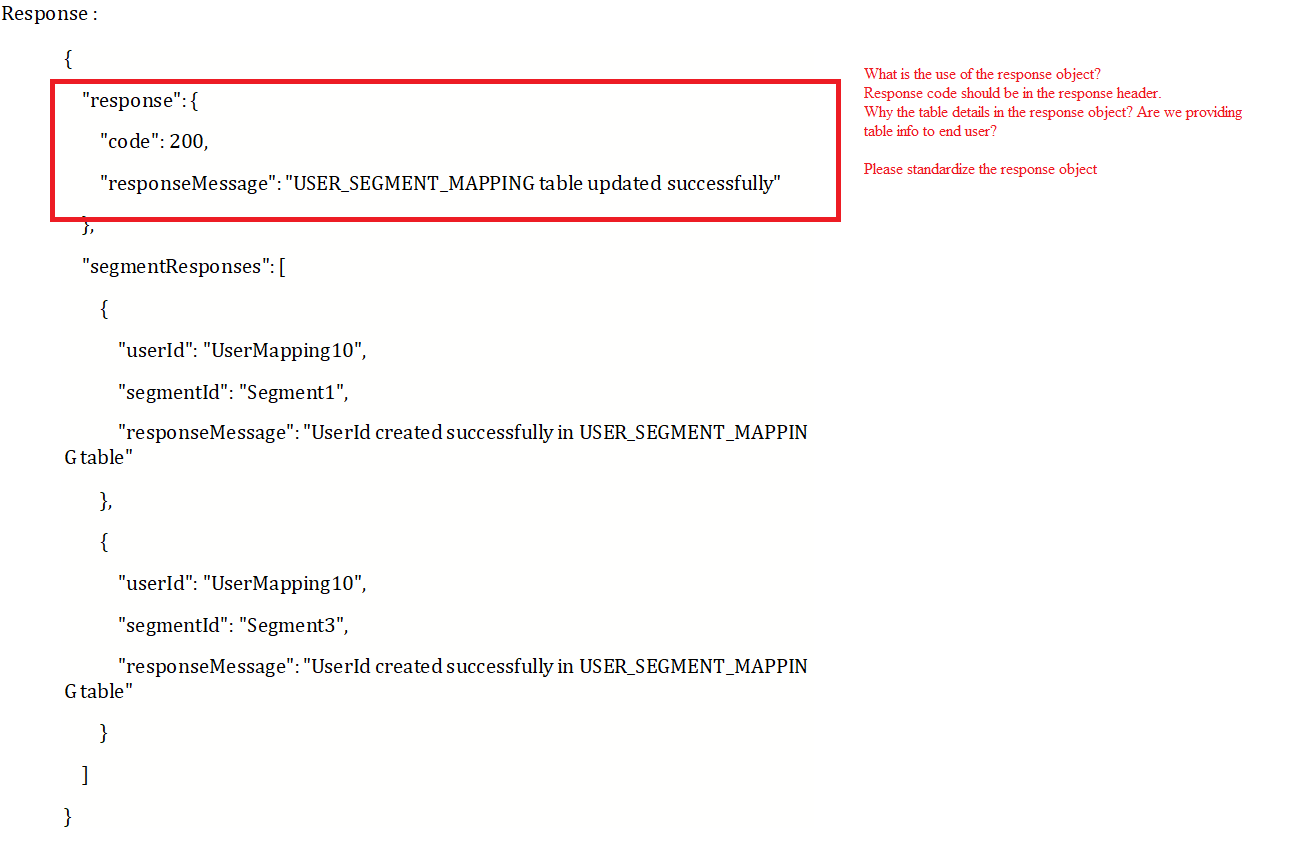 Response :
{
"response": {
"code": 200,
"responseMessage": "USER_SEGMENT_MAPPING table updated successfully"
},
"segmentResponses": [
{
"userId": "UserMapping10",
"segmentId": "Segment1",
"responseMessage": "UserId created successfully in USER_SEGMENT_MAPPIN
G table"
},
{
"userId": "UserMapping10",
"segmentId": "Segment3",
"responseMessage": "UserId created successfully in USER_SEGMENT_MAPPIN
G table"
}
]
}
What is the use of the response object?
Response code should be in the response header.
Why the table details in the response object? Are we providing
table info to end user?
Please standardize the response object